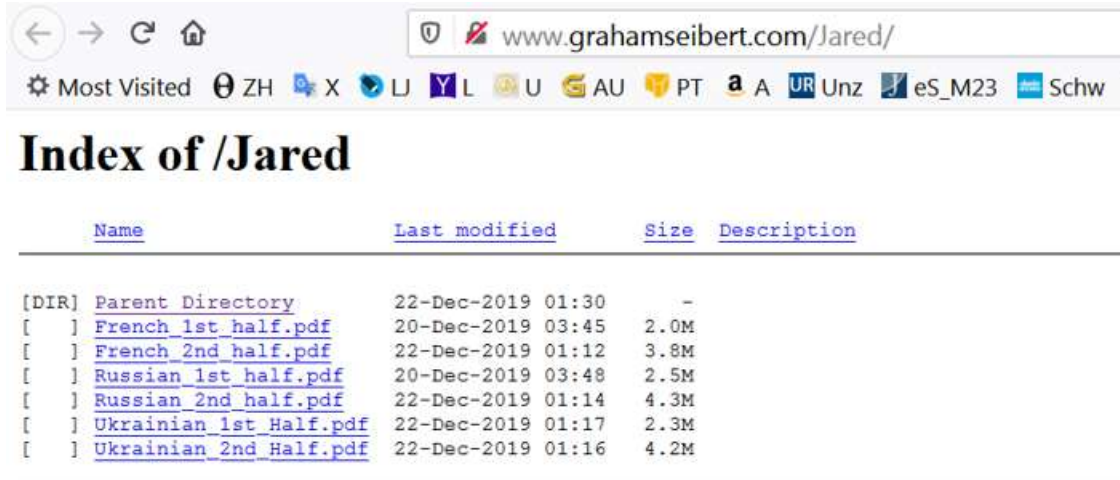 www.grahamseibert.com/Jared/
Most Visited ZH X LJ L U AU PT A Unz eS_M23 Schw
Index of /Jared
Name Last modified Size Description
[DIR] Parent Directory 22-Dec-2019 01:30 -
[ ] French_1st_half.pdf 20-Dec-2019 03:45 2.0M
[ ] French_2nd_half.pdf 22-Dec-2019 01:12 3.8M
[ ] Russian_1st_half.pdf 20-Dec-2019 03:48 2.5M
[ ] Russian_2nd_half.pdf 22-Dec-2019 01:14 4.3M
[ ] Ukrainian_1st_Half.pdf 22-Dec-2019 01:17 2.3M
[ ] Ukrainian_2nd_Half.pdf 22-Dec-2019 01:16 4.2M